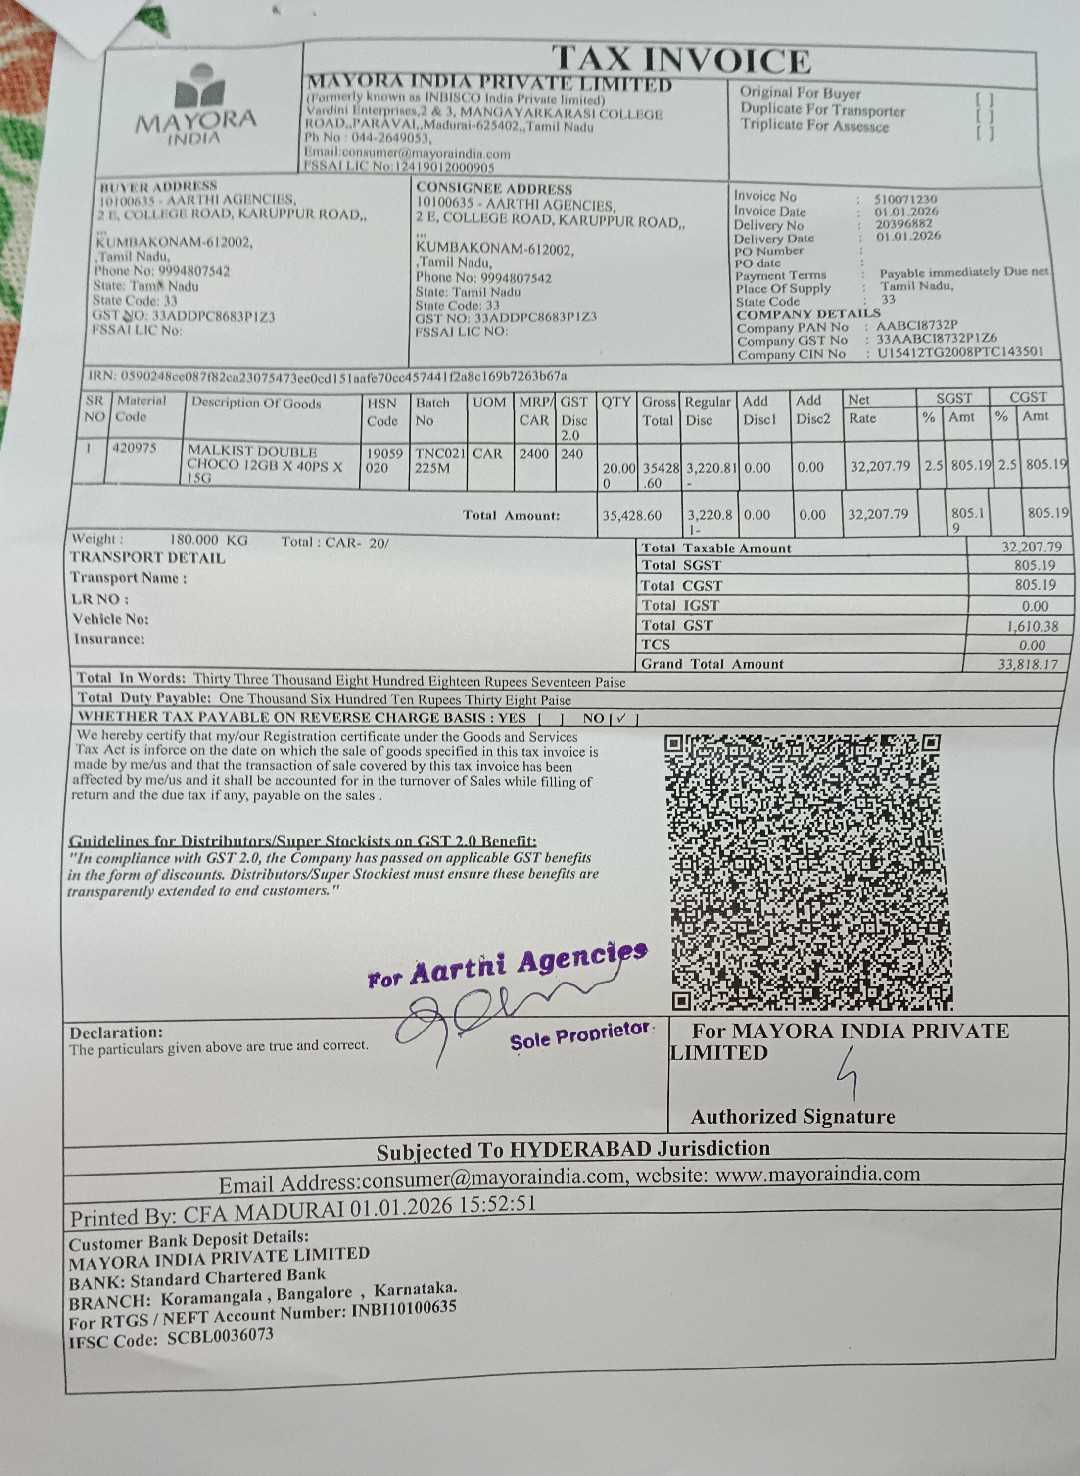 TAX INVOICE
MAYORA
INDIA
MAYORA INDIA PRIVATE LIMITED
(Formerly known as INBISCO India Private limited)
Vardini Enterprises,2 & 3, MANGAYARKARASI COLLEGE
ROAD,,PARAVAI,,Madurai-625402,,Tamil Nadu
Ph No : 044-2649053,
Email:consumer@mayoraindia.com
FSSAI LIC No:12419012000905
Original For Buyer [ ]
Duplicate For Transporter [ ]
Triplicate For Assessce [ ]
BUYER ADDRESS
10100635 - AARTHI AGENCIES,
2 E, COLLEGE ROAD, KARUPPUR ROAD,,
...
KUMBAKONAM-612002,
,Tamil Nadu,
Phone No: 9994807542
State: Tamil Nadu
State Code: 33
GST NO: 33ADDPC8683P1Z3
FSSAI LIC No:
CONSIGNEE ADDRESS
10100635 - AARTHI AGENCIES,
2 E, COLLEGE ROAD, KARUPPUR ROAD,,
...
KUMBAKONAM-612002,
,Tamil Nadu,
Phone No: 9994807542
State: Tamil Nadu
State Code: 33
GST NO: 33ADDPC8683P1Z3
FSSAI LIC NO:
Invoice No : 510071230
Invoice Date : 01.01.2026
Delivery No : 20396882
Delivery Date : 01.01.2026
PO Number :
PO date :
Payment Terms : Payable immediately Due net
Place Of Supply : Tamil Nadu,
State Code : 33
COMPANY DETAILS
Company PAN No : AABCI8732P
Company GST No : 33AABCI8732P1Z6
Company CIN No : U15412TG2008PTC143501
IRN: 0590248ce087f82ca23075473ee0cd151aafe70cc457441f2a8c169b7263b67a
SR NO Material Code Description Of Goods HSN Code Batch No UOM MRP/ CAR GST Disc 2.0 QTY Gross Total Regular Disc Add Disc1 Add Disc2 Net Rate SGST % Amt CGST % Amt
1 420975 MALKIST DOUBLE CHOCO 12GB X 40PS X 15G 19059 020 TNC021 225M CAR 2400 240 20.00 0 35428 .60 3,220.81 - 0.00 0.00 32,207.79 2.5 805.19 2.5 805.19
Total Amount: 35,428.60 3,220.8 1- 0.00 0.00 32,207.79 805.1 9 805.19
Weight : 180.000 KG Total : CAR- 20/
TRANSPORT DETAIL
Transport Name :
LR NO :
Vehicle No:
Insurance:
Total Taxable Amount 32,207.79
Total SGST 805.19
Total CGST 805.19
Total IGST 0.00
Total GST 1,610.38
TCS 0.00
Grand Total Amount 33,818.17
Total In Words: Thirty Three Thousand Eight Hundred Eighteen Rupees Seventeen Paise
Total Duty Payable: One Thousand Six Hundred Ten Rupees Thirty Eight Paise
WHETHER TAX PAYABLE ON REVERSE CHARGE BASIS : YES [ ] NO [✓ ]
We hereby certify that my/our Registration certificate under the Goods and Services
Tax Act is inforce on the date on which the sale of goods specified in this tax invoice is
made by me/us and that the transaction of sale covered by this tax invoice has been
affected by me/us and it shall be accounted for in the turnover of Sales while filling of
return and the due tax if any, payable on the sales .
Guidelines for Distributors/Super Stockists on GST 2.0 Benefit:
"In compliance with GST 2.0, the Company has passed on applicable GST benefits
in the form of discounts. Distributors/Super Stockiest must ensure these benefits are
transparently extended to end customers."
For Aarthi Agencies
Sole Proprietor
Declaration:
The particulars given above are true and correct.
For MAYORA INDIA PRIVATE
LIMITED
Authorized Signature
Subjected To HYDERABAD Jurisdiction
Email Address:consumer@mayoraindia.com, website: www.mayoraindia.com
Printed By: CFA MADURAI 01.01.2026 15:52:51
Customer Bank Deposit Details:
MAYORA INDIA PRIVATE LIMITED
BANK: Standard Chartered Bank
BRANCH: Koramangala , Bangalore , Karnataka.
For RTGS / NEFT Account Number: INBI10100635
IFSC Code: SCBL0036073